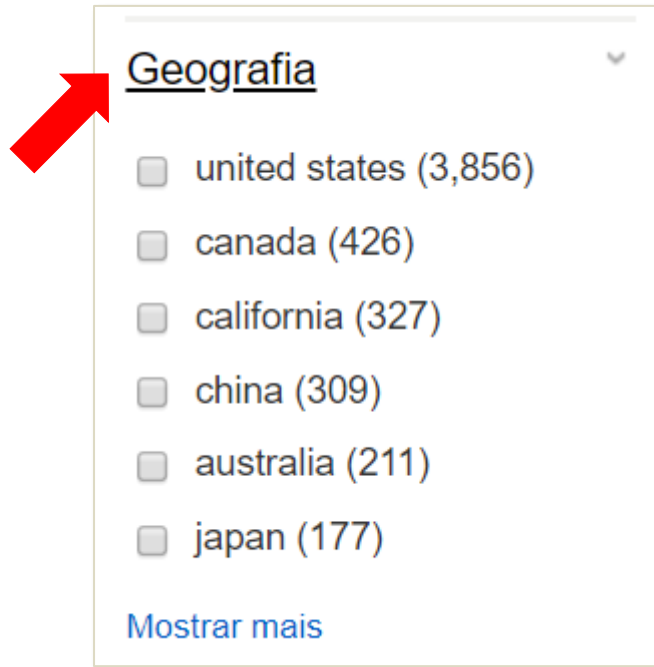 Geografia
united states (3,856)
canada (426)
california (327)
china (309)
australia (211)
japan (177)
Mostrar mais